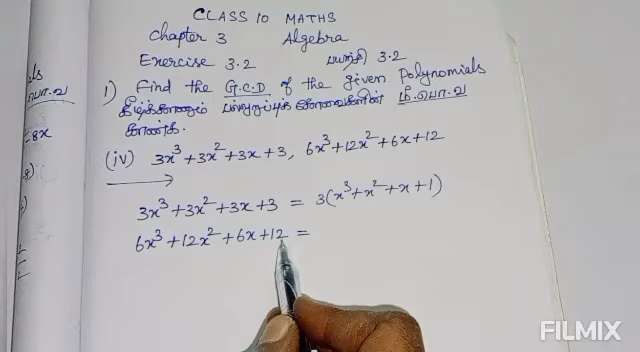 CLASS 10 MATHS
Chapter 3 Algebra
Exercise 3.2 பயிற்சி 3.2
1) Find the G.C.D of the given Polynomials
கீழ்க்காணும் பல்லுறுப்புக் கோவைகளின் மீ.பொ.வ
காண்க.
(iv) 3x³+3x²+3x+3, 6x³+12x²+6x+12
3x³+3x²+3x+3 = 3(x³+x²+x+1)
6x³+12x²+6x+12 =
பொ.வ
=8x
FILMIX